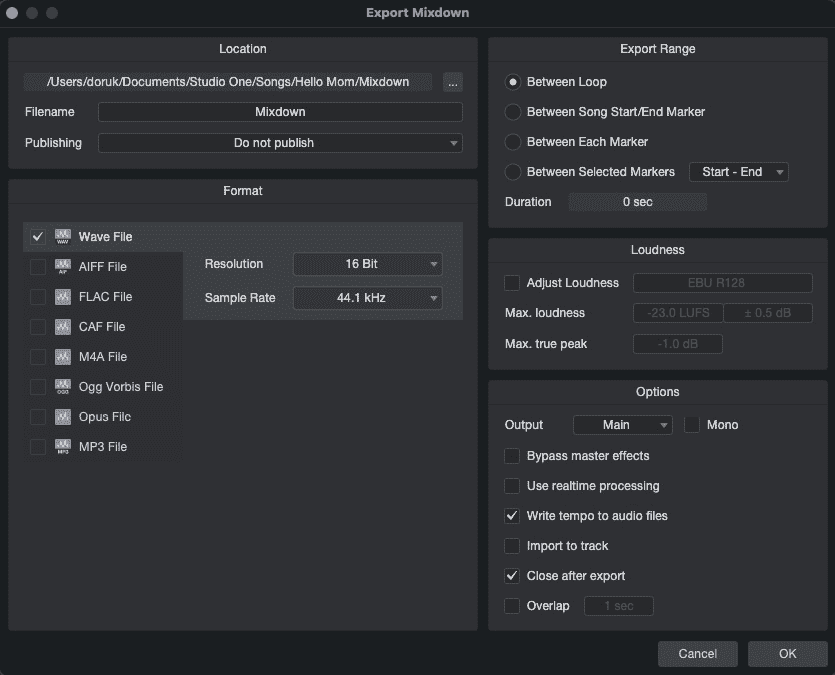 Export Mixdown
Location
/Users/doruk/Documents/Studio One/Songs/Hello Mom/Mixdown ...
Filename Mixdown
Publishing Do not publish
Format
Wave File
AIFF File
FLAC File
CAF File
M4A File
Ogg Vorbis File
Opus File
MP3 File
Resolution 16 Bit
Sample Rate 44.1 kHz
Export Range
Between Loop
Between Song Start/End Marker
Between Each Marker
Between Selected Markers Start - End
Duration 0 sec
Loudness
Adjust Loudness EBU R128
Max. loudness -23.0 LUFS ± 0.5 dB
Max. true peak -1.0 dB
Options
Output Main Mono
Bypass master effects
Use realtime processing
Write tempo to audio files
Import to track
Close after export
Overlap 1 sec
Cancel OK